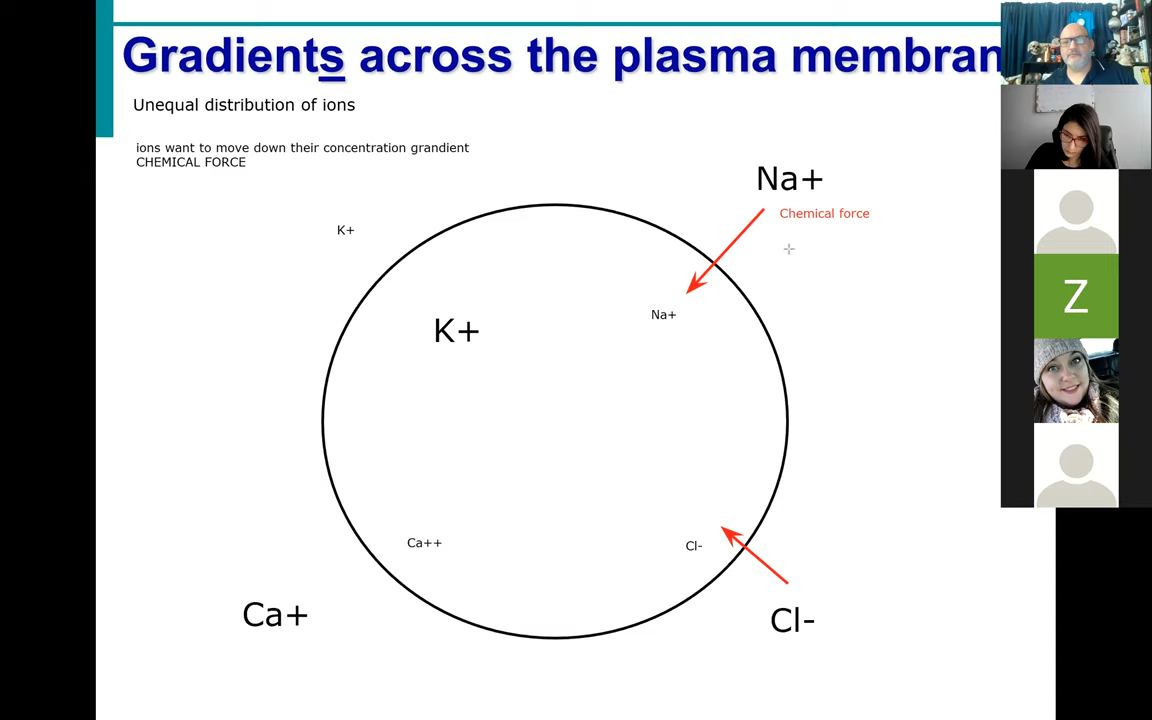 Gradients across the plasma membran
Unequal distribution of ions
ions want to move down their concentration grandient
CHEMICAL FORCE
Na+
Chemical force
K+
Na+
K+
Z
Ca++
Cl-
Ca+
Cl-